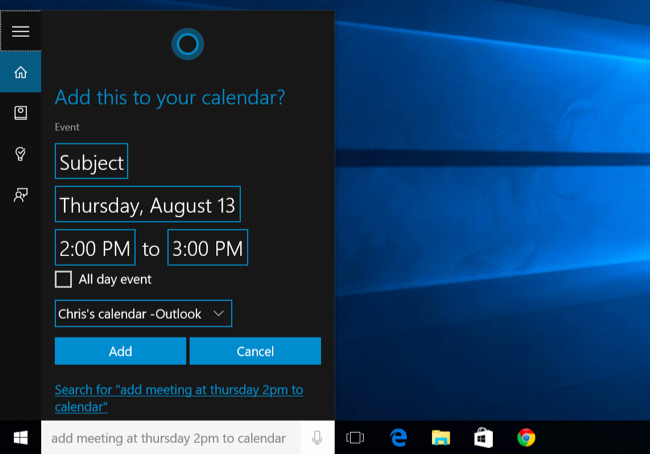 Add this to your calendar?
Event
Subject
Thursday, August 13
2:00 PM to 3:00 PM
All day event
Chris's calendar -Outlook
Add Cancel
Search for "add meeting at thursday 2pm to
calendar"
add meeting at thursday 2pm to calendar